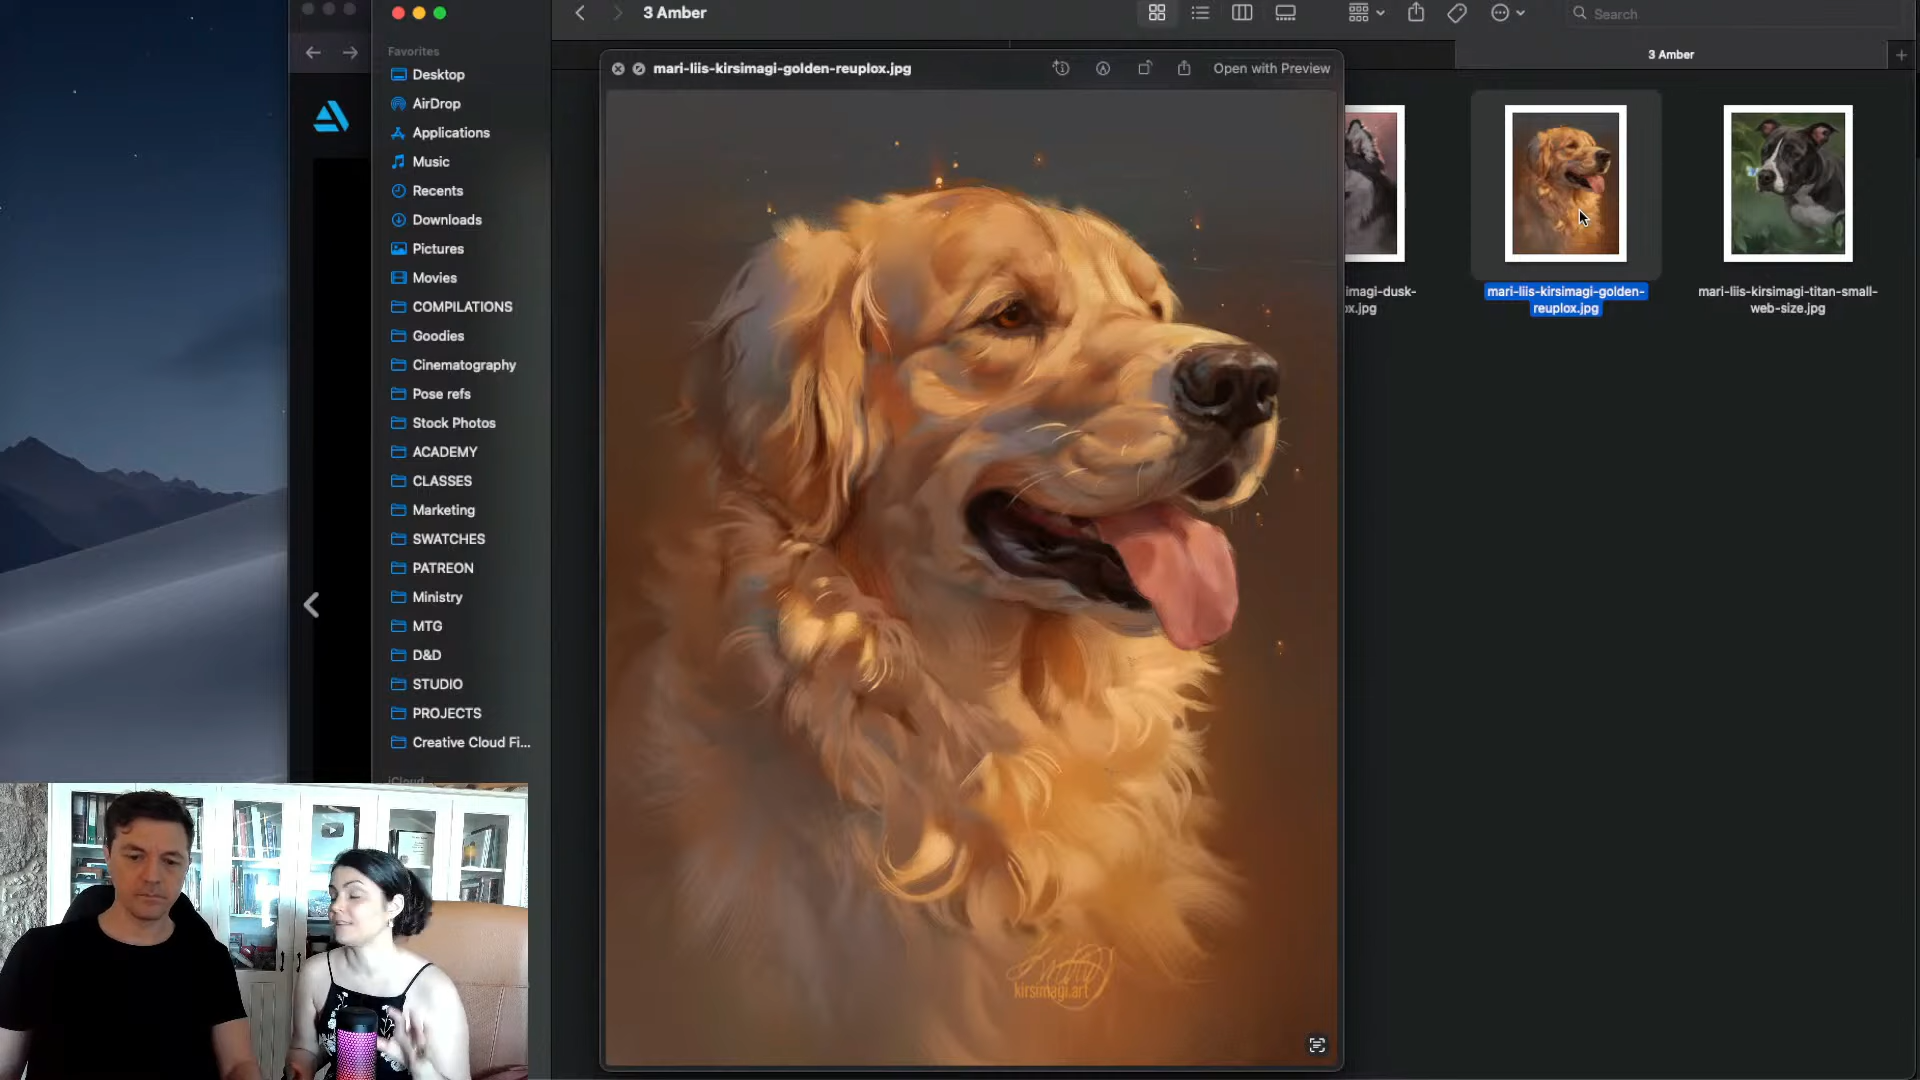 3 Amber
Search
3 Amber
Favorites
Desktop
AirDrop
Applications
Music
Recents
Downloads
Pictures
Movies
COMPILATIONS
Goodies
Cinematography
Pose refs
Stock Photos
ACADEMY
CLASSES
Marketing
SWATCHES
PATREON
Ministry
MTG
D&D
STUDIO
PROJECTS
Creative Cloud Fi...
iCloud
mari-liis-kirsimagi-golden-reuplox.jpg
Open with Preview
kirsimagi.art
imagi-dusk-
ox.jpg
mari-liis-kirsimagi-golden-
reuplox.jpg
mari-liis-kirsimagi-titan-small-
web-size.jpg